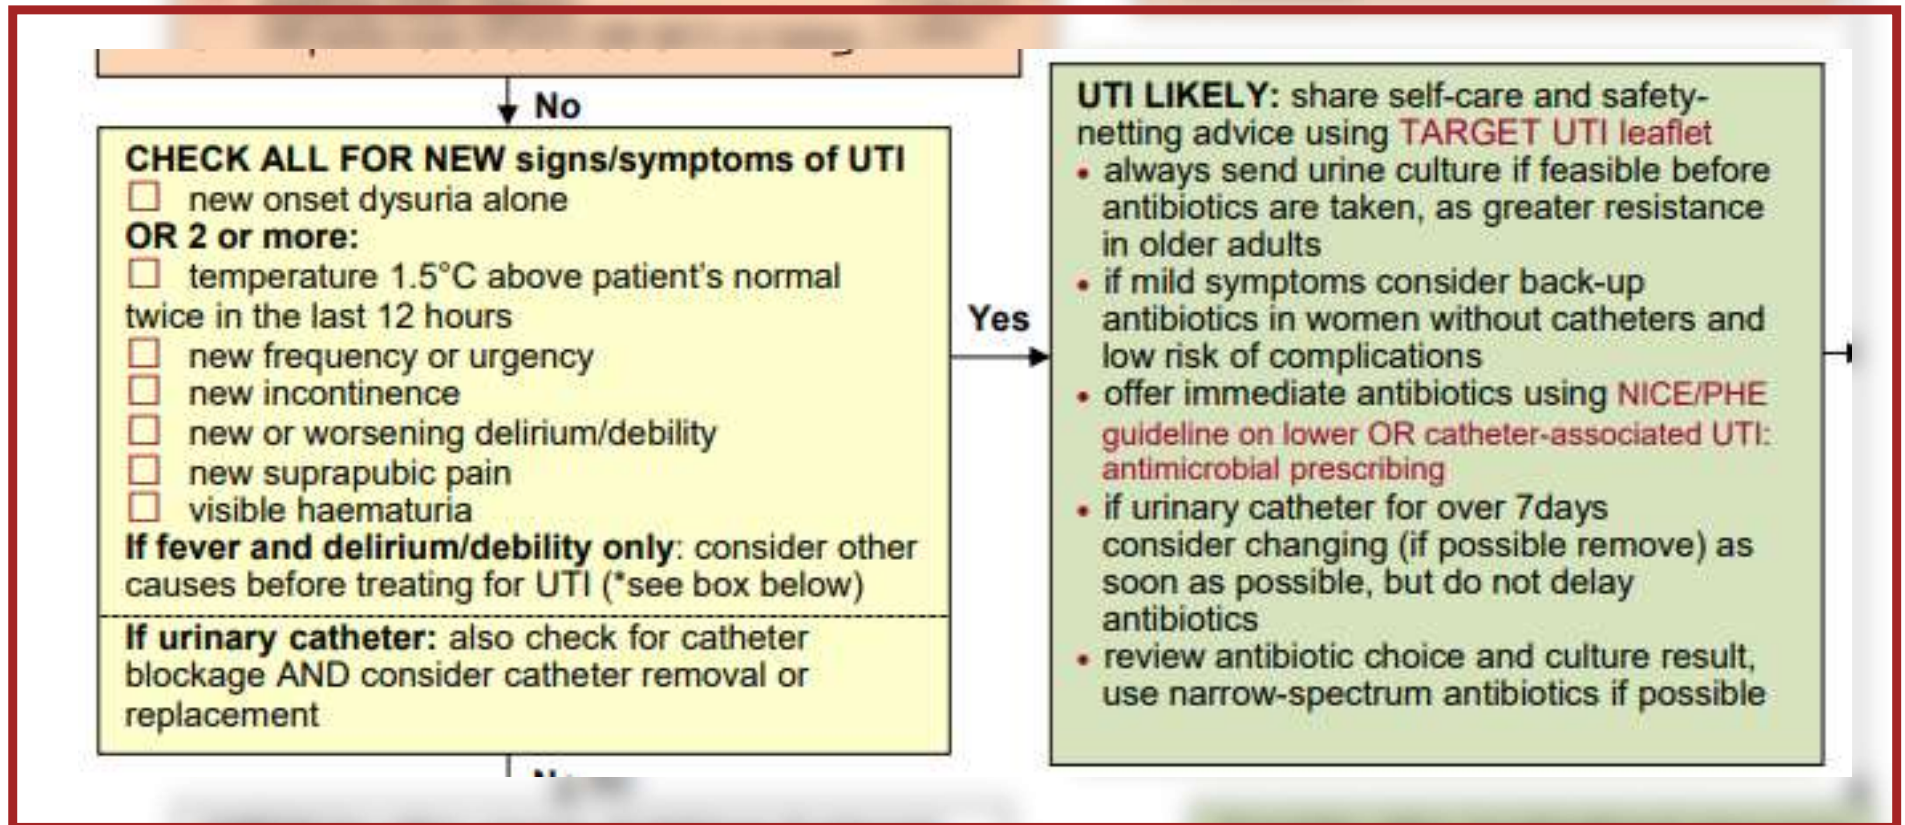 No
CHECK ALL FOR NEW signs/symptoms of UTI
☐ new onset dysuria alone
OR 2 or more:
☐ temperature 1.5°C above patient's normal
twice in the last 12 hours
☐ new frequency or urgency
☐ new incontinence
☐ new or worsening delirium/debility
☐ new suprapubic pain
☐ visible haematuria
If fever and delirium/debility only: consider other
causes before treating for UTI (*see box below)
If urinary catheter: also check for catheter
blockage AND consider catheter removal or
replacement
Yes
UTI LIKELY: share self-care and safety-
netting advice using TARGET UTI leaflet
• always send urine culture if feasible before
antibiotics are taken, as greater resistance
in older adults
• if mild symptoms consider back-up
antibiotics in women without catheters and
low risk of complications
• offer immediate antibiotics using NICE/PHE
guideline on lower OR catheter-associated UTI:
antimicrobial prescribing
• if urinary catheter for over 7days
consider changing (if possible remove) as
soon as possible, but do not delay
antibiotics
• review antibiotic choice and culture result,
use narrow-spectrum antibiotics if possible